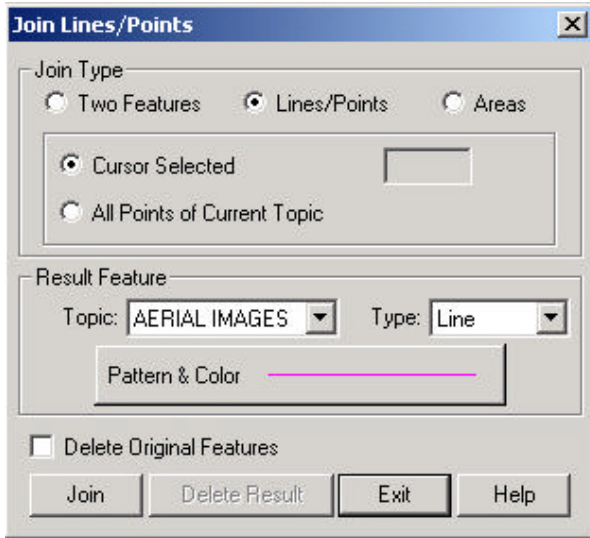 Join Lines/Points
Join Type
Two Features Lines/Points Areas
Cursor Selected
All Points of Current Topic
Result Feature
Topic: AERIAL IMAGES Type: Line
Pattern & Color
Delete Original Features
Join Delete Result Exit Help